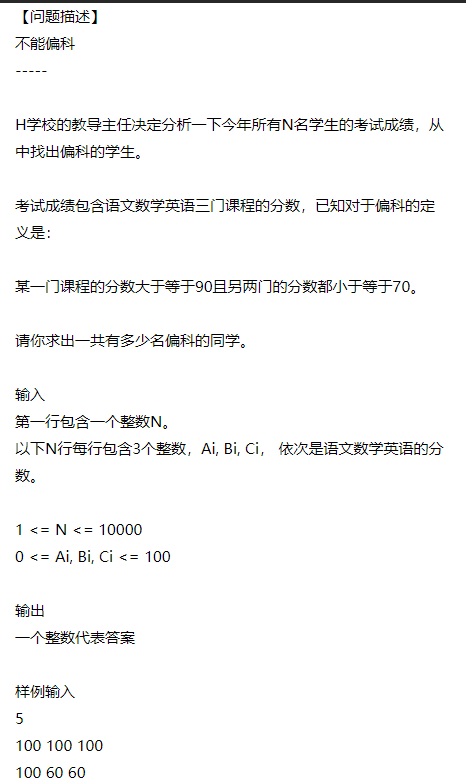 【问题描述】
不能偏科
-----
H学校的教导主任决定分析一下今年所有N名学生的考试成绩，从
中找出偏科的学生。
考试成绩包含语文数学英语三门课程的分数，已知对于偏科的定
义是：
某一门课程的分数大于等于90且另两门的分数都小于等于70。
请你求出一共有多少名偏科的同学。
输入
第一行包含一个整数N。
以下N行每行包含3个整数，Ai, Bi, Ci， 依次是语文数学英语的分
数。
1 <= N <= 10000
0 <= Ai, Bi, Ci <= 100
输出
一个整数代表答案
样例输入
5
100 100 100
100 60 60